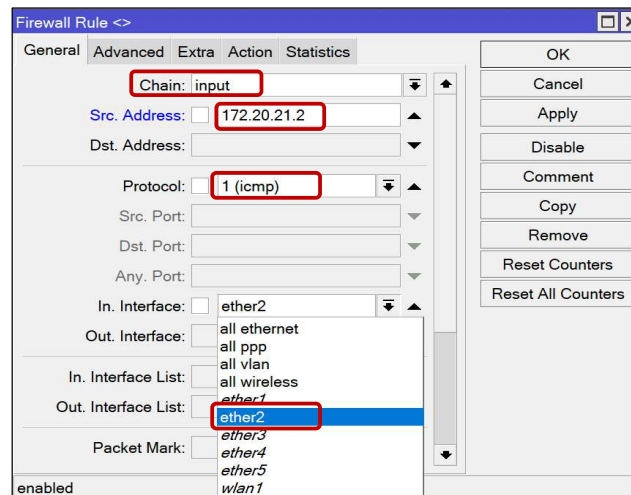 Firewall Rule <>
General Advanced Extra Action Statistics
Chain: input
Src. Address: 172.20.21.2
Dst. Address:
Protocol: 1 (icmp)
Src. Port:
Dst. Port:
Any. Port:
In. Interface: ether2
Out. Interface:
all ethernet
all ppp
all vlan
all wireless
ether1
ether2
ether3
ether4
ether5
wlan1
In. Interface List:
Out. Interface List:
Packet Mark:
enabled
OK
Cancel
Apply
Disable
Comment
Copy
Remove
Reset Counters
Reset All Counters